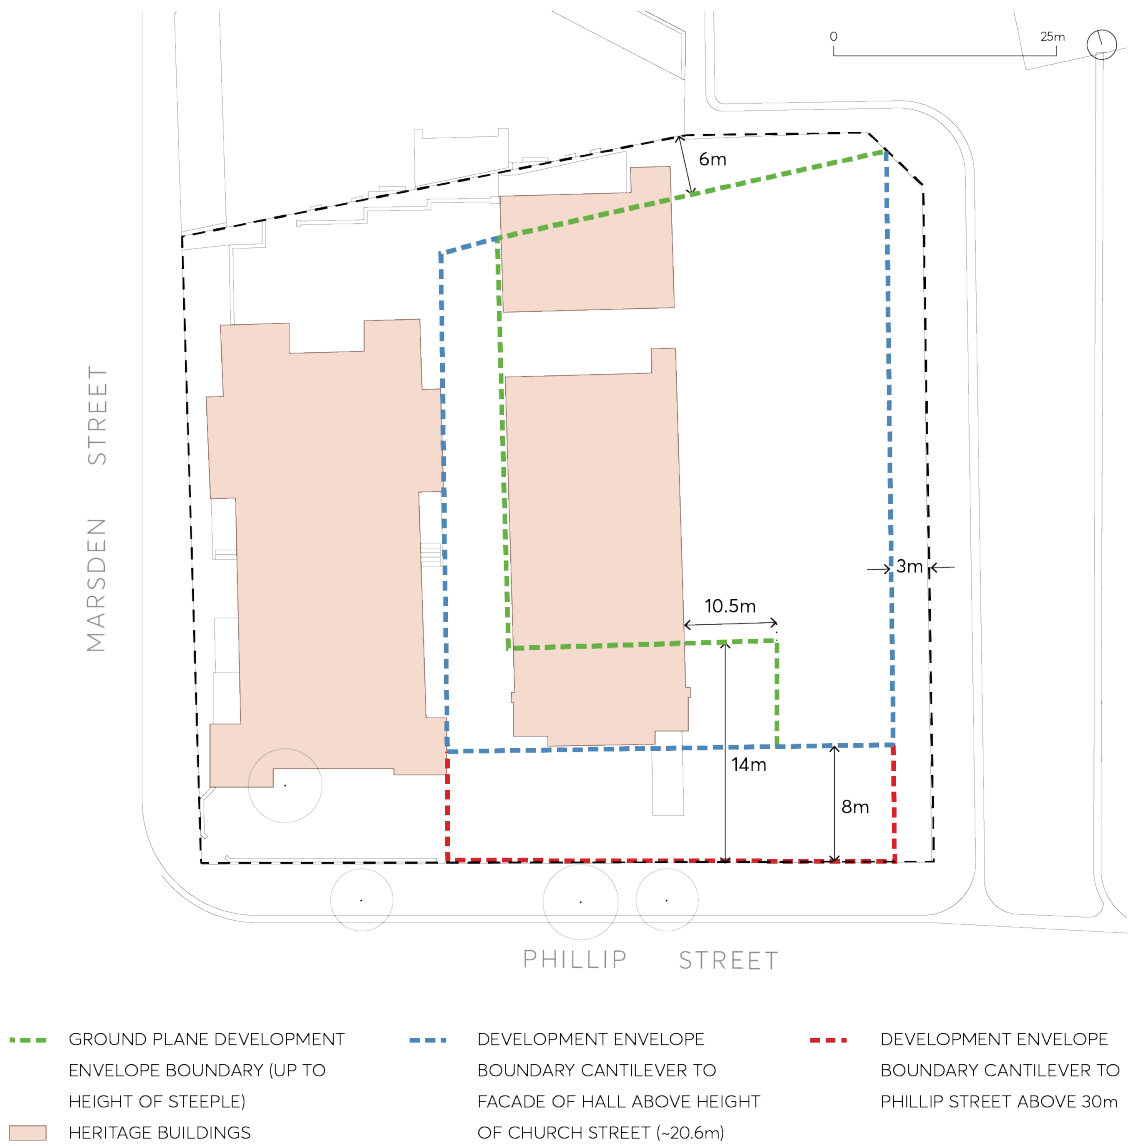 0 25m
6m
MARSDEN STREET
3m
10.5m
14m
8m
PHILLIP STREET
GROUND PLANE DEVELOPMENT
ENVELOPE BOUNDARY (UP TO
HEIGHT OF STEEPLE)
HERITAGE BUILDINGS
DEVELOPMENT ENVELOPE
BOUNDARY CANTILEVER TO
FACADE OF HALL ABOVE HEIGHT
OF CHURCH STREET (~20.6m)
DEVELOPMENT ENVELOPE
BOUNDARY CANTILEVER TO
PHILLIP STREET ABOVE 30m